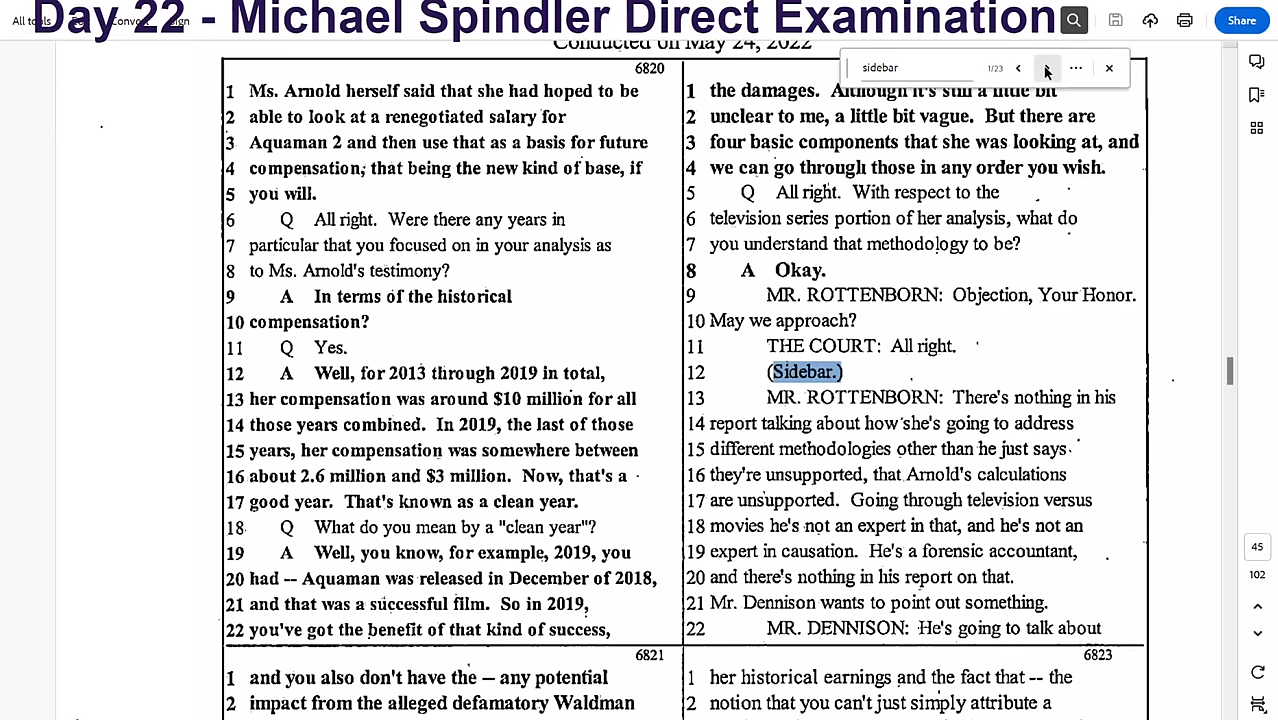 Day 22 - Michael Spindler Direct Examination
All tools
Share
Conducted on May 24, 2022
sidebar
1/23
6820
1 Ms. Arnold herself said that she had hoped to be
2 able to look at a renegotiated salary for
3 Aquaman 2 and then use that as a basis for future
4 compensation; that being the new kind of base, if
5 you will.
6 Q All right. Were there any years in
7 particular that you focused on in your analysis as
8 to Ms. Arnold's testimony?
9 A In terms of the historical
10 compensation?
11 Q Yes.
12 A Well, for 2013 through 2019 in total,
13 her compensation was around $10 million for all
14 those years combined. In 2019, the last of those
15 years, her compensation was somewhere between
16 about 2.6 million and $3 million. Now, that's a
17 good year. That's known as a clean year.
18 Q What do you mean by a "clean year"?
19 A Well, you know, for example, 2019, you
20 had -- Aquaman was released in December of 2018,
21 and that was a successful film. So in 2019,
22 you've got the benefit of that kind of success,
6821
1 and you also don't have the – any potential
2 impact from the alleged defamatory Waldman
1 the damages. Although it's still a little bit
2 unclear to me, a little bit vague. But there are
3 four basic components that she was looking at, and
4 we can go through those in any order you wish.
5 Q All right. With respect to the
6 television series portion of her analysis, what do
7 you understand that methodology to be?
8 A Okay.
9 MR. ROTTENBORN: Objection, Your Honor.
10 May we approach?
11 THE COURT: All right.
12 (Sidebar.)
13 MR. ROTTENBORN: There's nothing in his
14 report talking about how she's going to address
15 different methodologies other than he just says
16 they're unsupported, that Arnold's calculations
17 are unsupported. Going through television versus
18 movies he's not an expert in that, and he's not an
19 expert in causation. He's a forensic accountant,
20 and there's nothing in his report on that.
21 Mr. Dennison wants to point out something.
22 MR. DENNISON: He's going to talk about
6823
1 her historical earnings and the fact that -- the
2 notion that you can't just simply attribute a
45
102